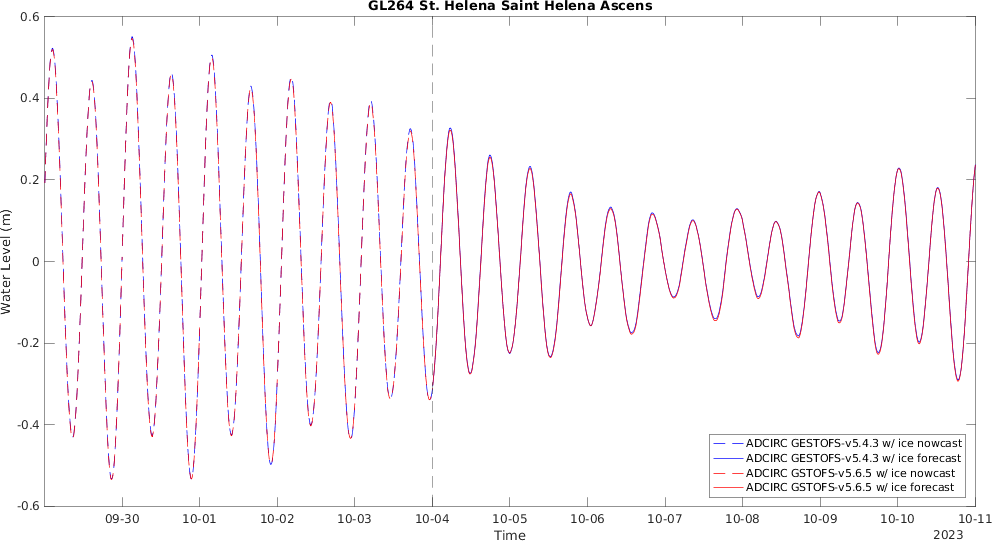 GL264 St. Helena Saint Helena Ascens
0.6
0.4
0.2
0
-0.2
-0.4
-0.6
Water Level (m)
ADCIRC GESTOFS-v5.4.3 w/ ice nowcast
ADCIRC GESTOFS-v5.4.3 w/ ice forecast
ADCIRC GSTOFS-v5.6.5 w/ ice nowcast
ADCIRC GSTOFS-v5.6.5 w/ ice forecast
09-30 10-01 10-02 10-03 10-04 10-05 10-06 10-07 10-08 10-09 10-10 10-11
Time
2023